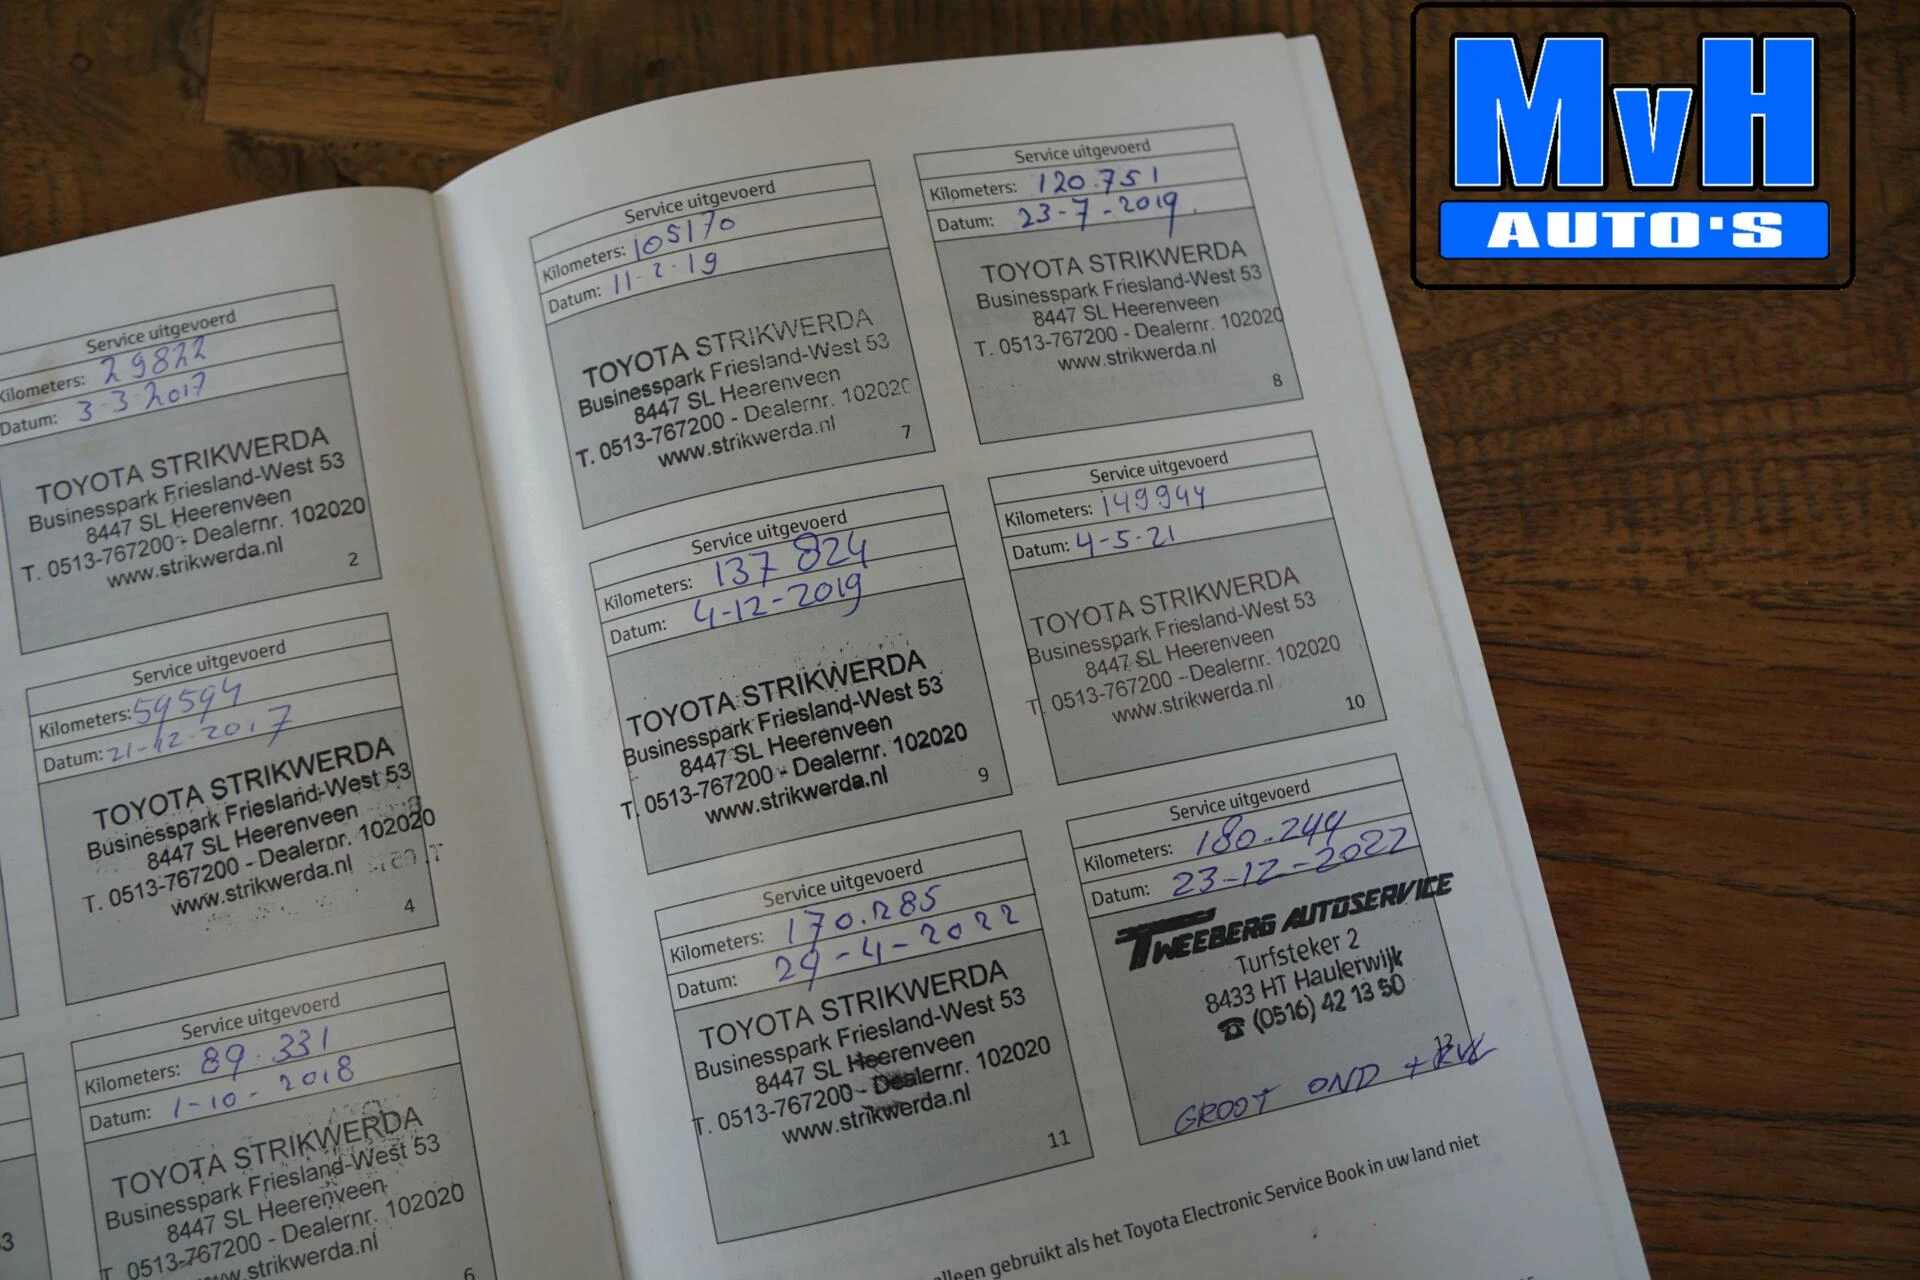 Service uitgevoerd
Kilometers: 29822
Datum: 3-3-2017
TOYOTA STRIKWERDA
Businesspark Friesland-West 53
8447 SL Heerenveen
T. 0513-767200 - Dealernr. 102020
www.strikwerda.nl
2
Service uitgevoerd
Kilometers: 59594
Datum: 21-12-2017
TOYOTA STRIKWERDA
Businesspark Friesland-West 53
8447 SL Heerenveen
T. 0513-767200 - Dealernr. 102020
www.strikwerda.nl
4
Service uitgevoerd
Kilometers: 89.331
Datum: 1-10-2018
TOYOTA STRIKWERDA
Businesspark Friesland-West 53
8447 SL Heerenveen
T. 0513-767200 - Dealernr. 102020
www.strikwerda.nl
6
Service uitgevoerd
Kilometers: 105170
Datum: 11-2-19
TOYOTA STRIKWERDA
Businesspark Friesland-West 53
8447 SL Heerenveen
T. 0513-767200 - Dealernr. 102020
www.strikwerda.nl
7
Service uitgevoerd
Kilometers: 120.751
Datum: 23-7-2019.
TOYOTA STRIKWERDA
Businesspark Friesland-West 53
8447 SL Heerenveen
T. 0513-767200 - Dealernr. 102020
www.strikwerda.nl
8
Service uitgevoerd
Kilometers: 137 824
Datum: 4-12-2019
TOYOTA STRIKWERDA
Businesspark Friesland-West 53
8447 SL Heerenveen
T. 0513-767200 - Dealernr. 102020
www.strikwerda.nl
9
Service uitgevoerd
Kilometers: 149944
Datum: 4-5-21
TOYOTA STRIKWERDA
Businesspark Friesland-West 53
8447 SL Heerenveen
T. 0513-767200 - Dealernr. 102020
www.strikwerda.nl
10
Service uitgevoerd
Kilometers: 170.285
Datum: 29-4-2022
TOYOTA STRIKWERDA
Businesspark Friesland-West 53
8447 SL Heerenveen
T. 0513-767200 - Dealernr. 102020
www.strikwerda.nl
11
Service uitgevoerd
Kilometers: 180.244
Datum: 23-12-2022
TWEEBERG AUTOSERVICE
Turfsteker 2
8433 HT Haulerwijk
☎ (0516) 42 13 50
12
GROOT OND +
alleen gebruikt als het Toyota Electronic Service Book in uw land niet
MvH
AUTO'S